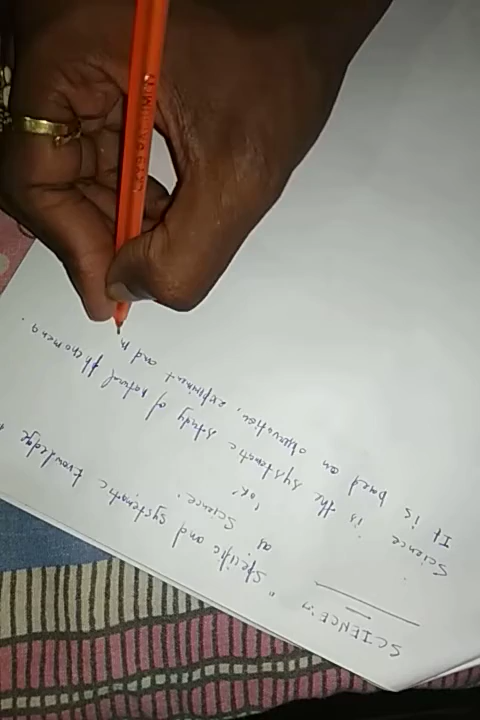 SCIENCE:-
" Specific and systematic knowledge
as science.
"OR"
Science is the systematic study of natural phenomena.
It is based on observation, expiriment and